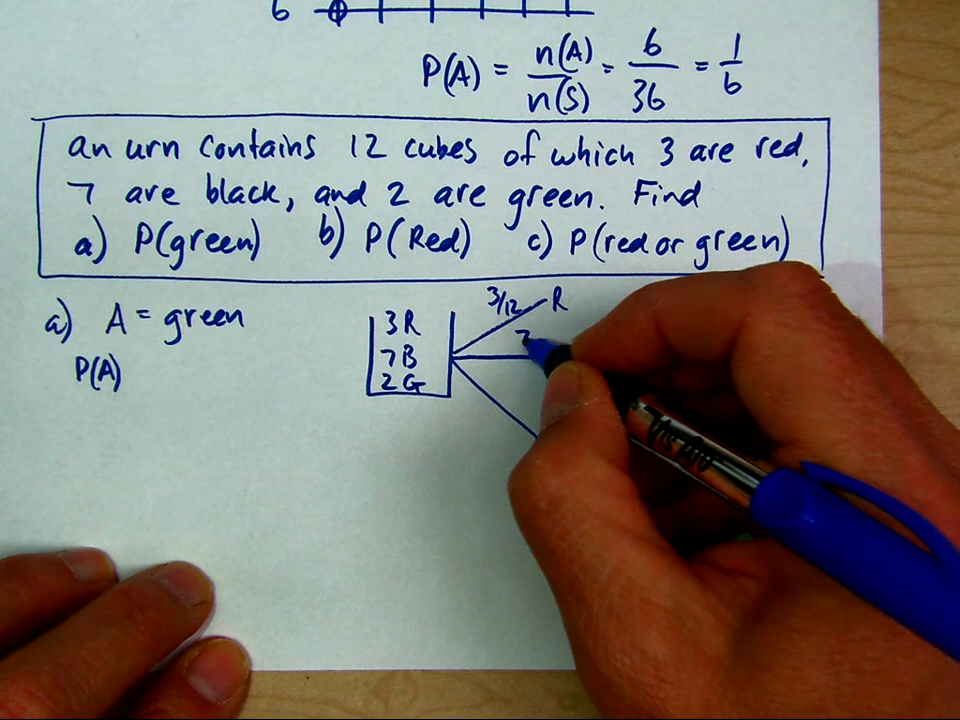 6
P(A) = n(A)/n(S) = 6/36 = 1/6
an urn contains 12 cubes of which 3 are red,
7 are black, and 2 are green. Find
a) P(green) b) P(Red) c) P(red or green)
a) A = green
P(A)
3R
7B
2G
3/12 R
7